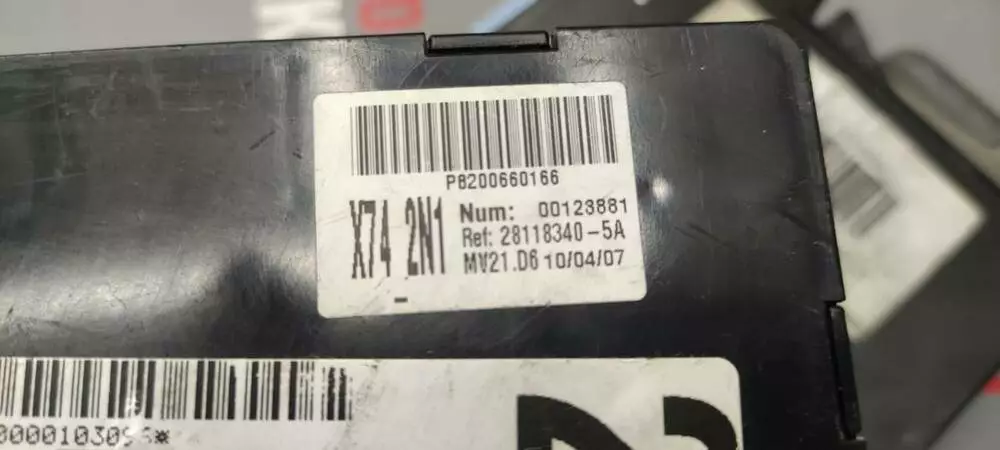 P8200660166
X74 2N1
Num: 00123881
Ref: 28118340-5A
MV21.D6 10/04/07